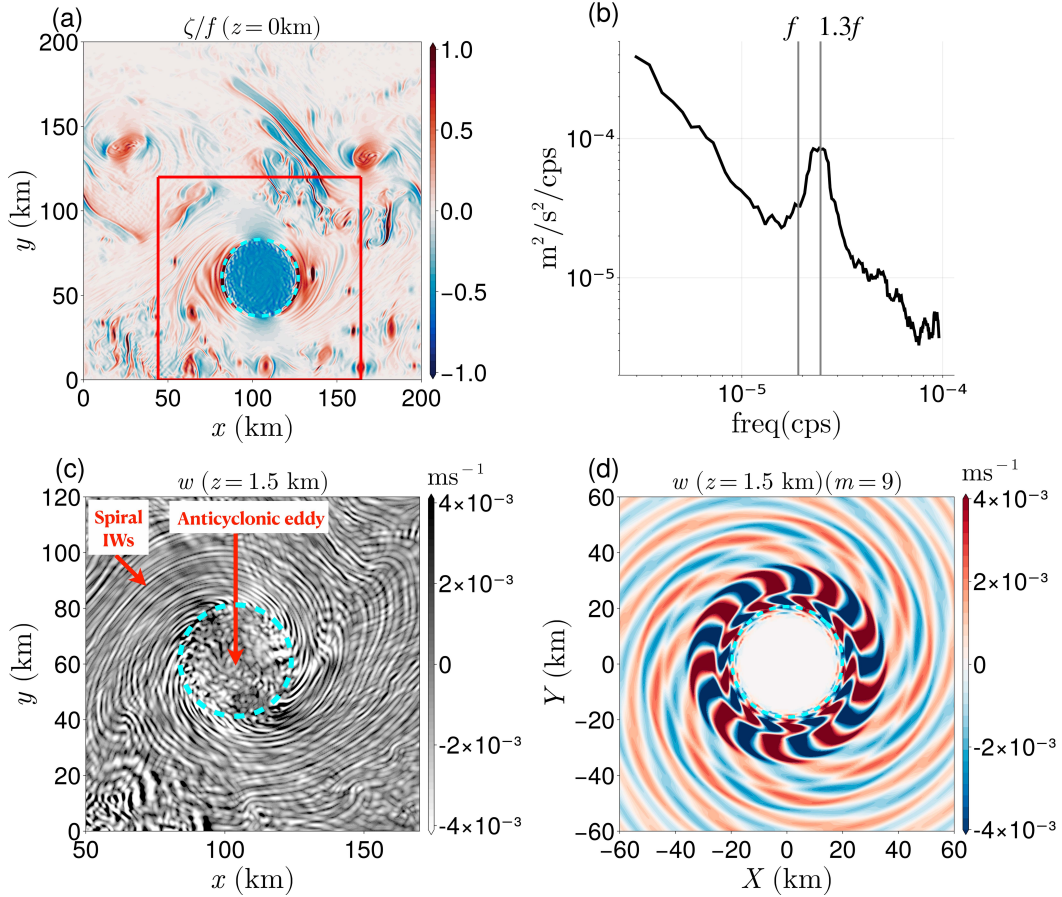 (a)
ζ/f (z = 0km)
200
150
100
50
0
y (km)
0
50
100
150
200
x (km)
1.0
0.5
0.0
−0.5
−1.0
(b)
f
1.3f
10⁻⁴
10⁻⁵
m²/s²/cps
10⁻⁵
10⁻⁴
freq(cps)
(c)
w (z = 1.5 km)
ms⁻¹
120
100
80
60
40
20
0
y (km)
Spiral
IWs
Anticyclonic eddy
50
100
150
x (km)
4×10⁻³
2×10⁻³
0
−2×10⁻³
−4×10⁻³
(d)
w (z = 1.5 km)(m = 9)
ms⁻¹
60
40
20
0
−20
−40
−60
Y (km)
−60
−40
−20
0
20
40
60
X (km)
4×10⁻³
2×10⁻³
0
−2×10⁻³
−4×10⁻³